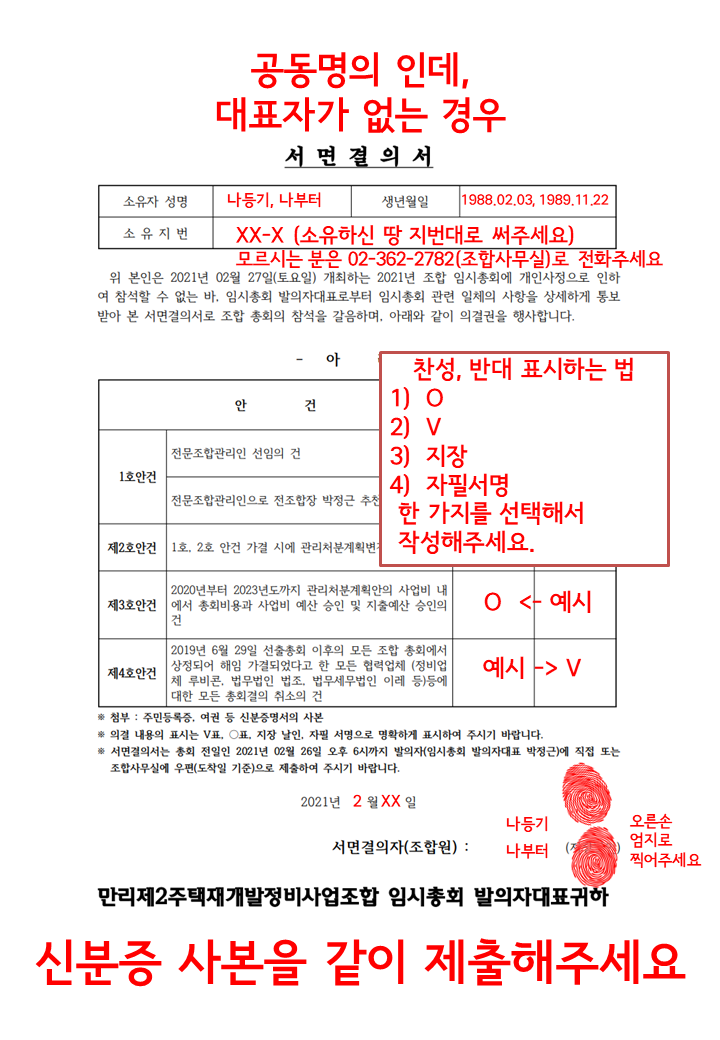 공동명의 인데,
대표자가 없는 경우
서 면 결 의 서
소유자 성명 나등기, 나부터 생년월일 1988.02.03, 1989.11.22
소 유 지 번 XX-X (소유하신 땅 지번대로 써주세요)
모르시는 분은 02-362-2782(조합사무실)로 전화주세요
위 본인은 2021년 02월 27일(토요일) 개최하는 2021년 조합 임시총회에 개인사정으로 인하
여 참석할 수 없는 바, 임시총회 발의자대표로부터 임시총회 관련 일체의 사항을 상세하게 통보
받아 본 서면결의서로 조합 총회의 참석을 갈음하며, 아래와 같이 의결권을 행사합니다.
- 아
찬성, 반대 표시하는 법
1) O
2) V
3) 지장
4) 자필서명
한 가지를 선택해서
작성해주세요.
안 건
1호안건
전문조합관리인 선임의 건
전문조합관리인으로 전조합장 박정근 추천
제2호안건 1호, 2호 안건 가결 시에 관리처분계획변
제3호안건
2020년부터 2023년도까지 관리처분계획안의 사업비 내
에서 총회비용과 사업비 예산 승인 및 지출예산 승인의
건
O <- 예시
제4호안건
2019년 6월 29일 선출총회 이후의 모든 조합 총회에서
상정되어 해임 가결되었다고 한 모든 협력업체 (정비업
체 루비콘, 법무법인 법조, 법무세무법인 이레 등)등에
대한 모든 총회결의 취소의 건
예시 -> V
※ 첨부 : 주민등록증, 여권 등 신분증명서의 사본
※ 의결 내용의 표시는 V표, ○표, 지장 날인, 자필 서명으로 명확하게 표시하여 주시기 바랍니다.
※ 서면결의서는 총회 전일인 2021년 02월 26일 오후 6시까지 발의자(임시총회 발의자대표 박정근)에 직접 또는
조합사무실에 우편(도착일 기준)으로 제출하여 주시기 바랍니다.
2021년 2 월 XX 일
서면결의자(조합원) :
나등기
나부터
오른손
엄지로
찍어주세요
만리제2주택재개발정비사업조합 임시총회 발의자대표귀하
신분증 사본을 같이 제출해주세요